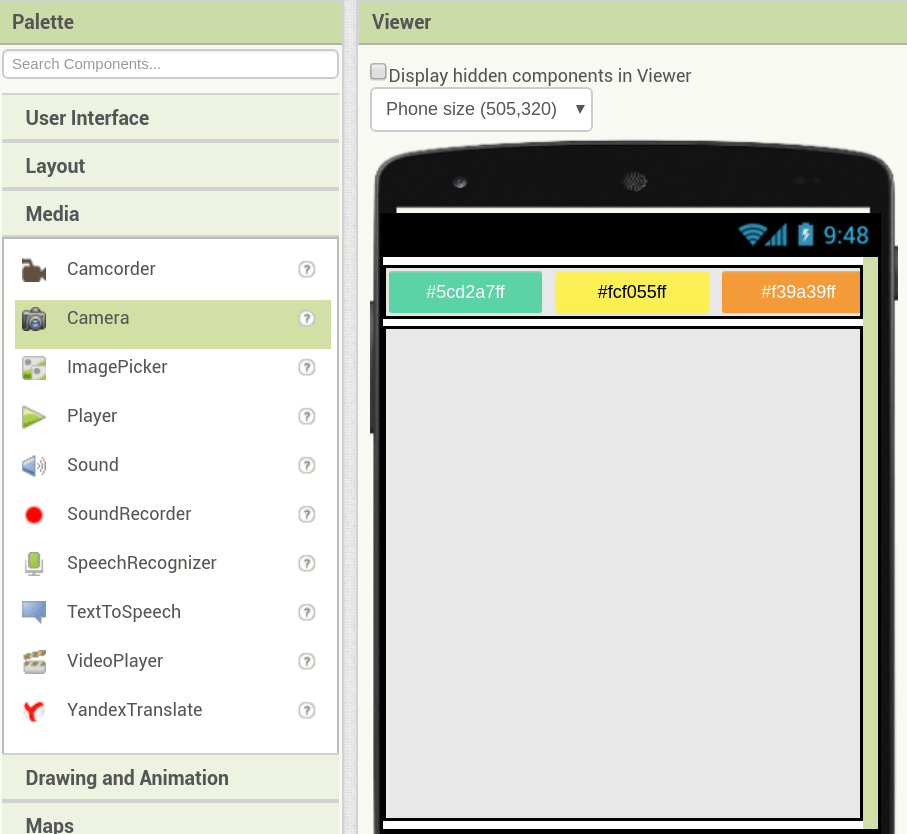 Palette
Search Components...
User Interface
Layout
Media
Camcorder
?
Camera
?
ImagePicker
?
Player
?
Sound
?
SoundRecorder
?
SpeechRecognizer
?
TextToSpeech
?
VideoPlayer
?
YandexTranslate
?
Drawing and Animation
Maps
Viewer
Display hidden components in Viewer
Phone size (505,320)
9:48
#5cd2a7ff
#fcf055ff
#f39a39ff